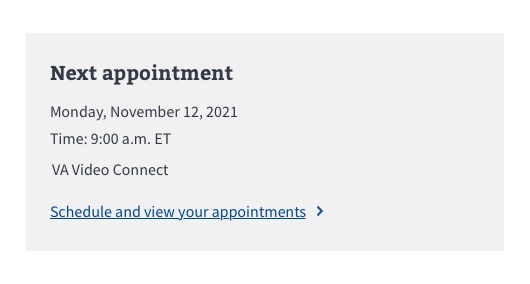 Next appointment
Monday, November 12, 2021
Time: 9:00 a.m. ET
VA Video Connect
Schedule and view your appointments